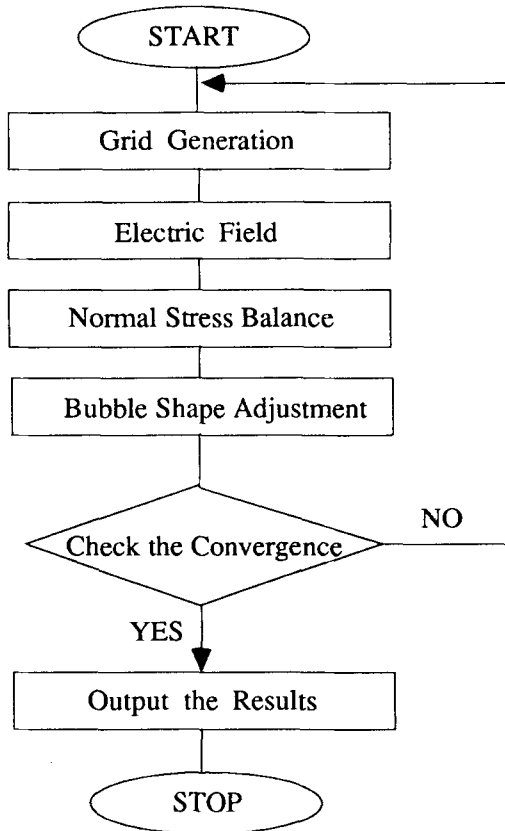 START
Grid Generation
Electric Field
Normal Stress Balance
Bubble Shape Adjustment
Check the Convergence
NO
YES
Output the Results
STOP